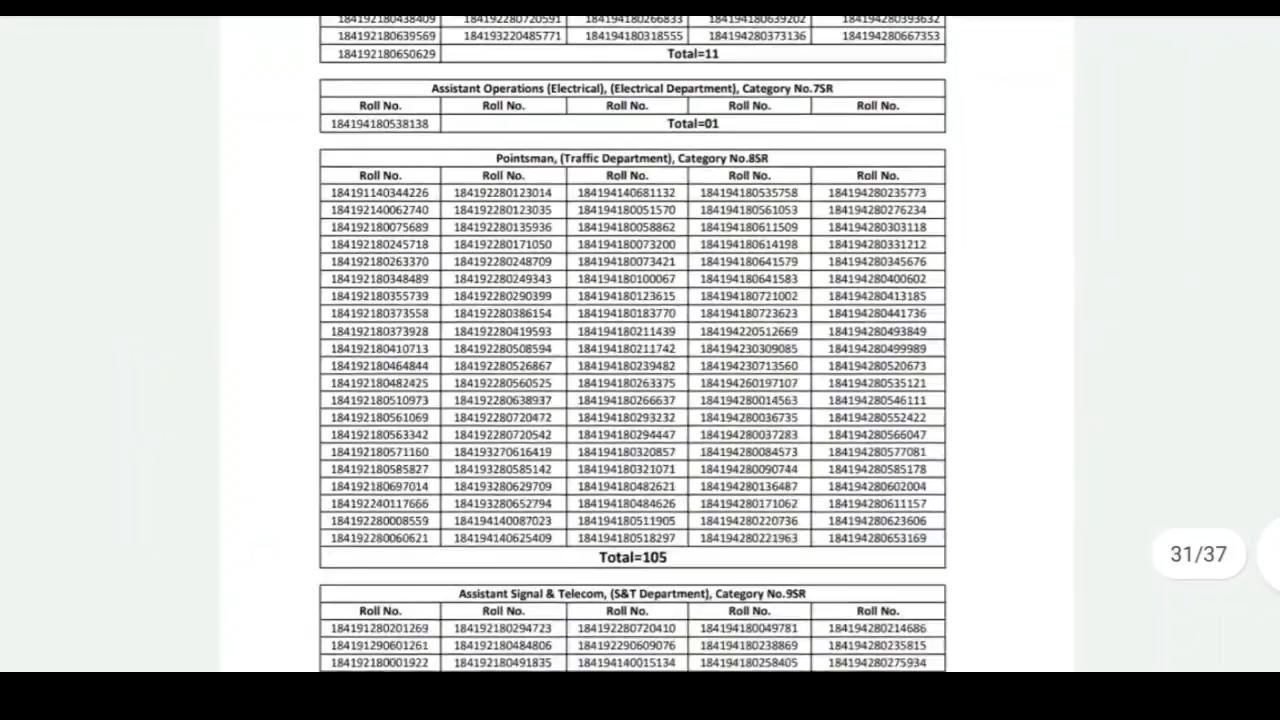 184192180438409 184192280720591 184194180266833 184194180639202 184194280393632
184192180639569 184193220485771 184194180318555 184194280373136 184194280667353
184192180650629 Total=11
Assistant Operations (Electrical), (Electrical Department), Category No.7SR
Roll No. Roll No. Roll No. Roll No. Roll No.
184194180538138 Total=01
Pointsman, (Traffic Department), Category No.8SR
Roll No. Roll No. Roll No. Roll No. Roll No.
184191140344226 184192280123014 184194140681132 184194180535758 184194280235773
184192140062740 184192280123035 184194180051570 184194180561053 184194280276234
184192180075689 184192280135936 184194180058862 184194180611509 184194280303118
184192180245718 184192280171050 184194180073200 184194180614198 184194280331212
184192180263370 184192280248709 184194180073421 184194180641579 184194280345676
184192180348489 184192280249343 184194180100067 184194180641583 184194280400602
184192180355739 184192280290399 184194180123615 184194180721002 184194280413185
184192180373558 184192280386154 184194180183770 184194180723623 184194280441736
184192180373928 184192280419593 184194180211439 184194220512669 184194280493849
184192180410713 184192280508594 184194180211742 184194230309085 184194280499989
184192180464844 184192280526867 184194180239482 184194230713560 184194280520673
184192180482425 184192280560525 184194180263375 184194260197107 184194280535121
184192180510973 184192280638937 184194180266637 184194280014563 184194280546111
184192180561069 184192280720472 184194180293232 184194280036735 184194280552422
184192180563342 184192280720542 184194180294447 184194280037283 184194280566047
184192180571160 184193270616419 184194180320857 184194280084573 184194280577081
184192180585827 184193280585142 184194180321071 184194280090744 184194280585178
184192180697014 184193280629709 184194180482621 184194280136487 184194280602004
184192240117666 184193280652794 184194180484626 184194280171062 184194280611157
184192280008559 184194140087023 184194180511905 184194280220736 184194280623606
184192280060621 184194140625409 184194180518297 184194280221963 184194280653169
Total=105
31/37
Assistant Signal & Telecom, (S&T Department), Category No.9SR
Roll No. Roll No. Roll No. Roll No. Roll No.
184191280201269 184192180294723 184192280720410 184194180049781 184194280214686
184191290601261 184192180484806 184192290609076 184194180238869 184194280235815
184192180001922 184192180491835 184194140015134 184194180258405 184194280275934